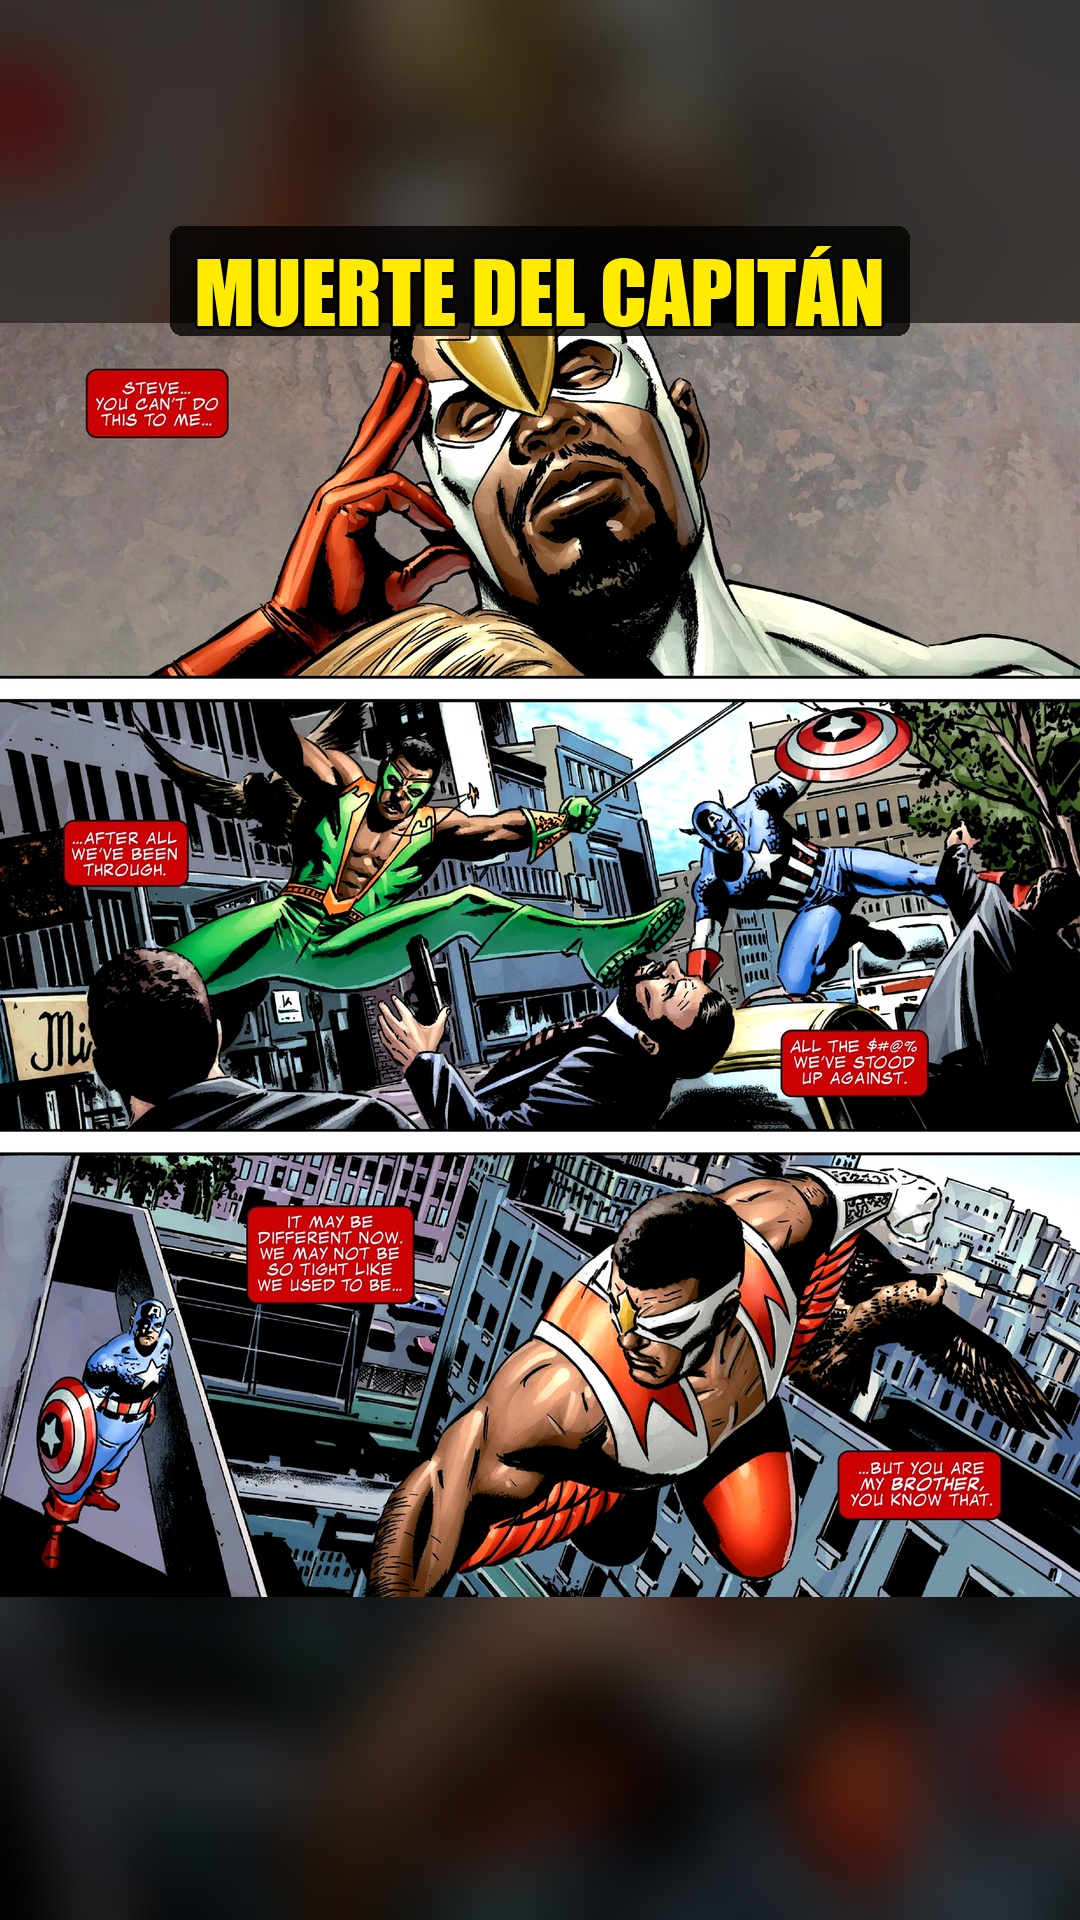 MUERTE DEL CAPITÁN
STEVE...
YOU CAN'T DO
THIS TO ME...
...AFTER ALL
WE'VE BEEN
THROUGH.
Mi
ALL THE $#@%
WE'VE STOOD
UP AGAINST.
IT MAY BE
DIFFERENT NOW.
WE MAY NOT BE
SO TIGHT LIKE
WE USED TO BE...
...BUT YOU ARE
MY BROTHER,
YOU KNOW THAT.